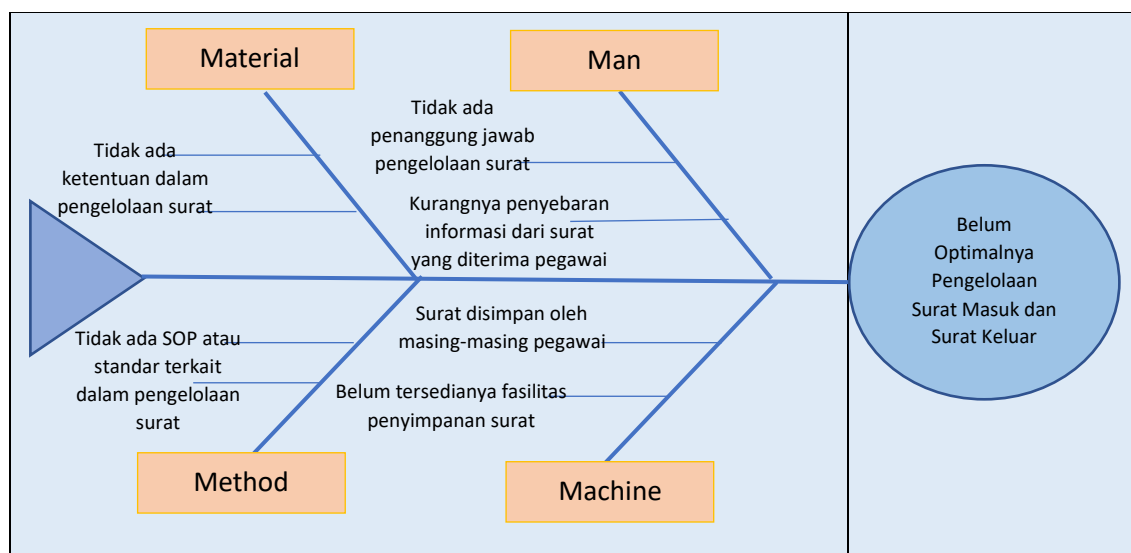 Material
Man
Tidak ada
ketentuan dalam
pengelolaan surat
Tidak ada
penanggung jawab
pengelolaan surat
Kurangnya penyebaran
informasi dari surat
yang diterima pegawai
Belum
Optimalnya
Pengelolaan
Surat Masuk dan
Surat Keluar
Tidak ada SOP atau
standar terkait
dalam pengelolaan
surat
Surat disimpan oleh
masing-masing pegawai
Belum tersedianya fasilitas
penyimpanan surat
Method
Machine